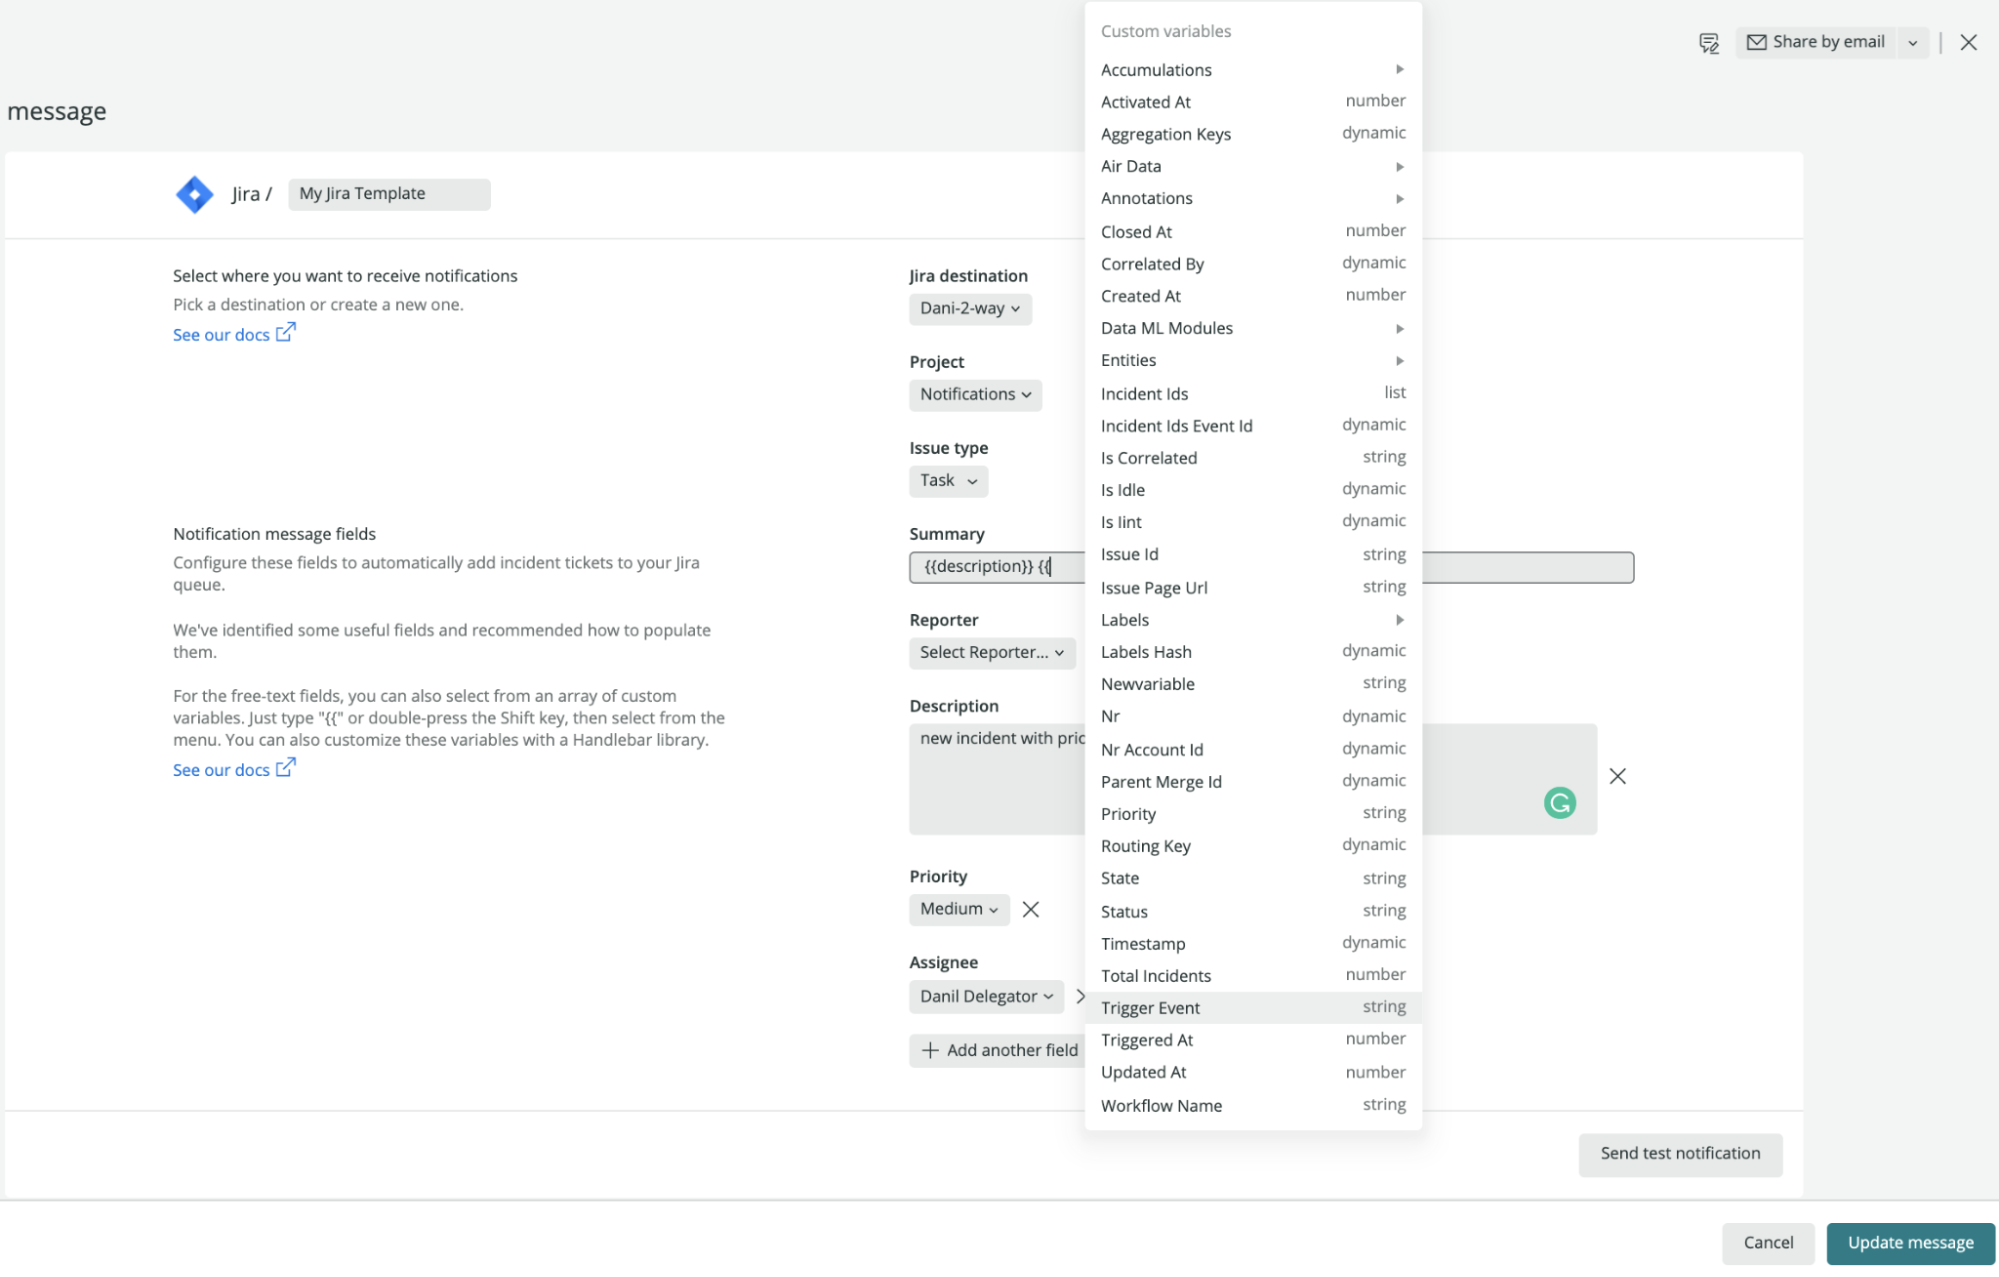 Share by email
message
Jira /
My Jira Template
Select where you want to receive notifications
Pick a destination or create a new one.
See our docs
Notification message fields
Configure these fields to automatically add incident tickets to your Jira
queue.
We've identified some useful fields and recommended how to populate
them.
For the free-text fields, you can also select from an array of custom
variables. Just type "{{" or double-press the Shift key, then select from the
menu. You can also customize these variables with a Handlebar library.
See our docs
Jira destination
Dani-2-way
Project
Notifications
Issue type
Task
Summary
{{description}} {{
Reporter
Select Reporter...
Description
new incident with pric
Priority
Medium
Assignee
Danil Delegator
Add another field
Custom variables
Accumulations
Activated At number
Aggregation Keys dynamic
Air Data
Annotations
Closed At number
Correlated By dynamic
Created At number
Data ML Modules
Entities
Incident Ids list
Incident Ids Event Id dynamic
Is Correlated string
Is Idle dynamic
Is Iint dynamic
Issue Id string
Issue Page Url string
Labels
Labels Hash dynamic
Newvariable string
Nr dynamic
Nr Account Id dynamic
Parent Merge Id dynamic
Priority string
Routing Key dynamic
State string
Status string
Timestamp dynamic
Total Incidents number
Trigger Event string
Triggered At number
Updated At number
Workflow Name string
Send test notification
Cancel
Update message